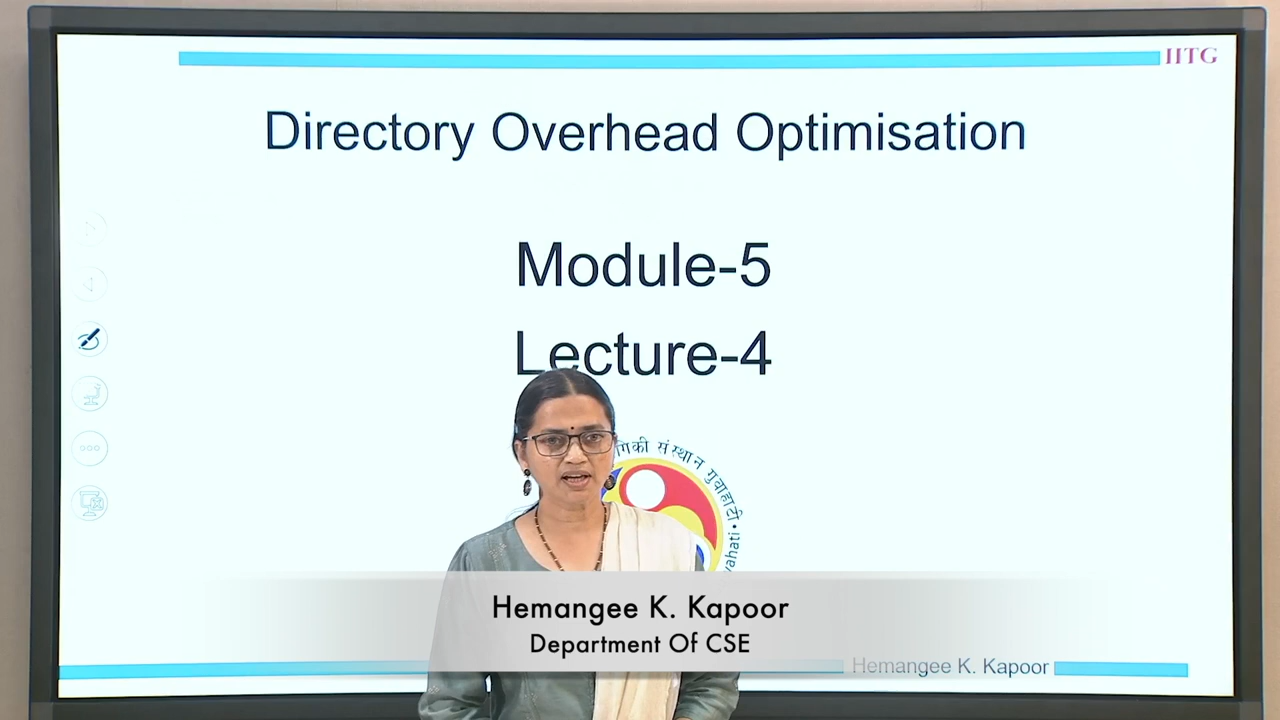 IITG
Directory Overhead Optimisation
Module-5
Lecture-4
संस्थान गुवाहाटी
Hemangee K. Kapoor
Department Of CSE
Hemangee K. Kapoor